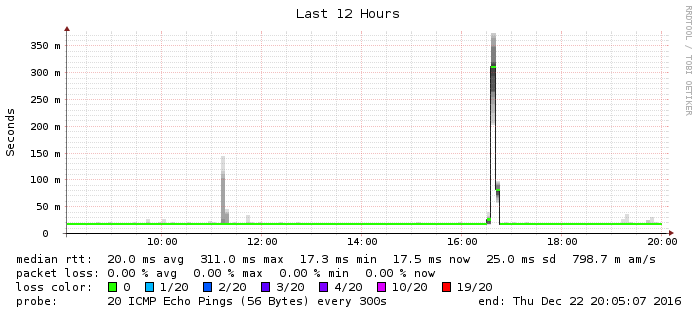 Last 12 Hours
RRDTOOL / TOBI OETIKER
Seconds
350 m
300 m
250 m
200 m
150 m
100 m
50 m
0
10:00 12:00 14:00 16:00 18:00 20:00
median rtt: 20.0 ms avg 311.0 ms max 17.3 ms min 17.5 ms now 25.0 ms sd 798.7 m am/s
packet loss: 0.00 % avg 0.00 % max 0.00 % min 0.00 % now
loss color: 0 1/20 2/20 3/20 4/20 10/20 19/20
probe: 20 ICMP Echo Pings (56 Bytes) every 300s end: Thu Dec 22 20:05:07 2016